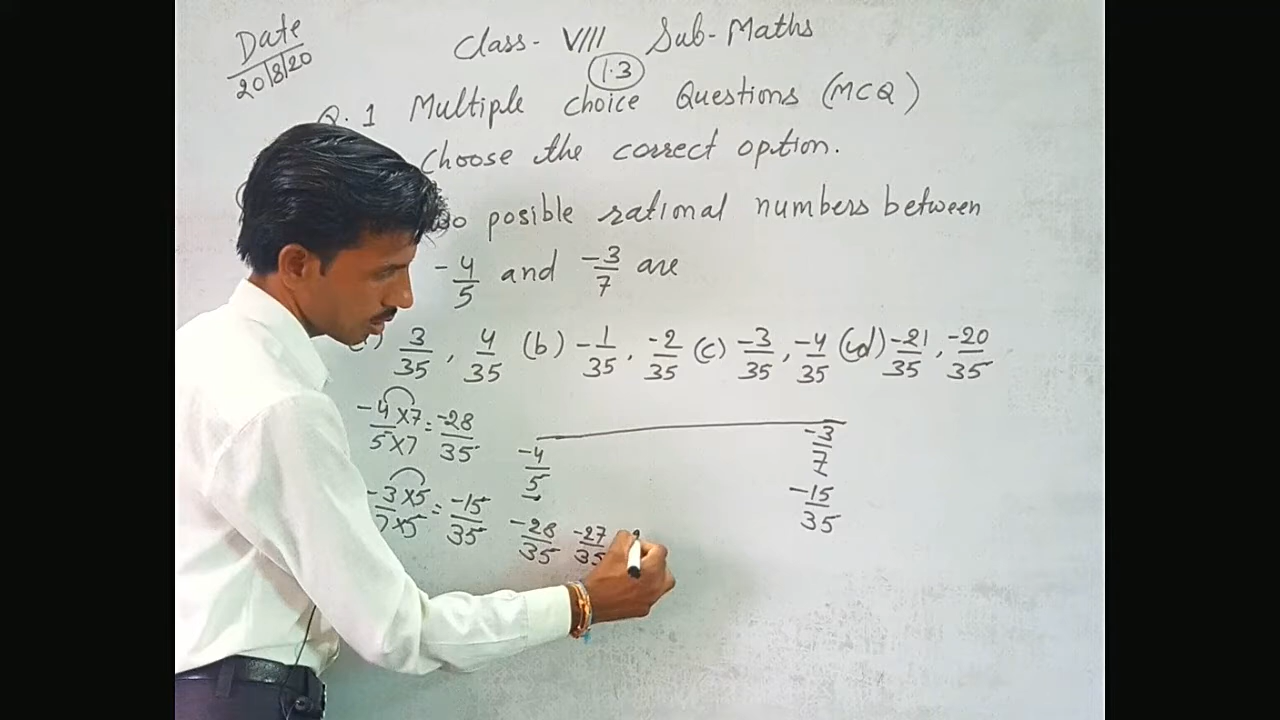 Date
20/8/20
Class- VIII Sub- Maths
1.3
Q. 1 Multiple choice Questions (MCQ)
choose the correct option.
posible rational numbers between
-4/5 and -3/7 are
3/35, 4/35 (b) -1/35, -2/35 (c) -3/35, -4/35 (d) -21/35, -20/35
-4×7/5×7 = -28/35
-3×5/7×5 = -15/35
-4/5 -3/7
-15/35
-28/35 -27/35